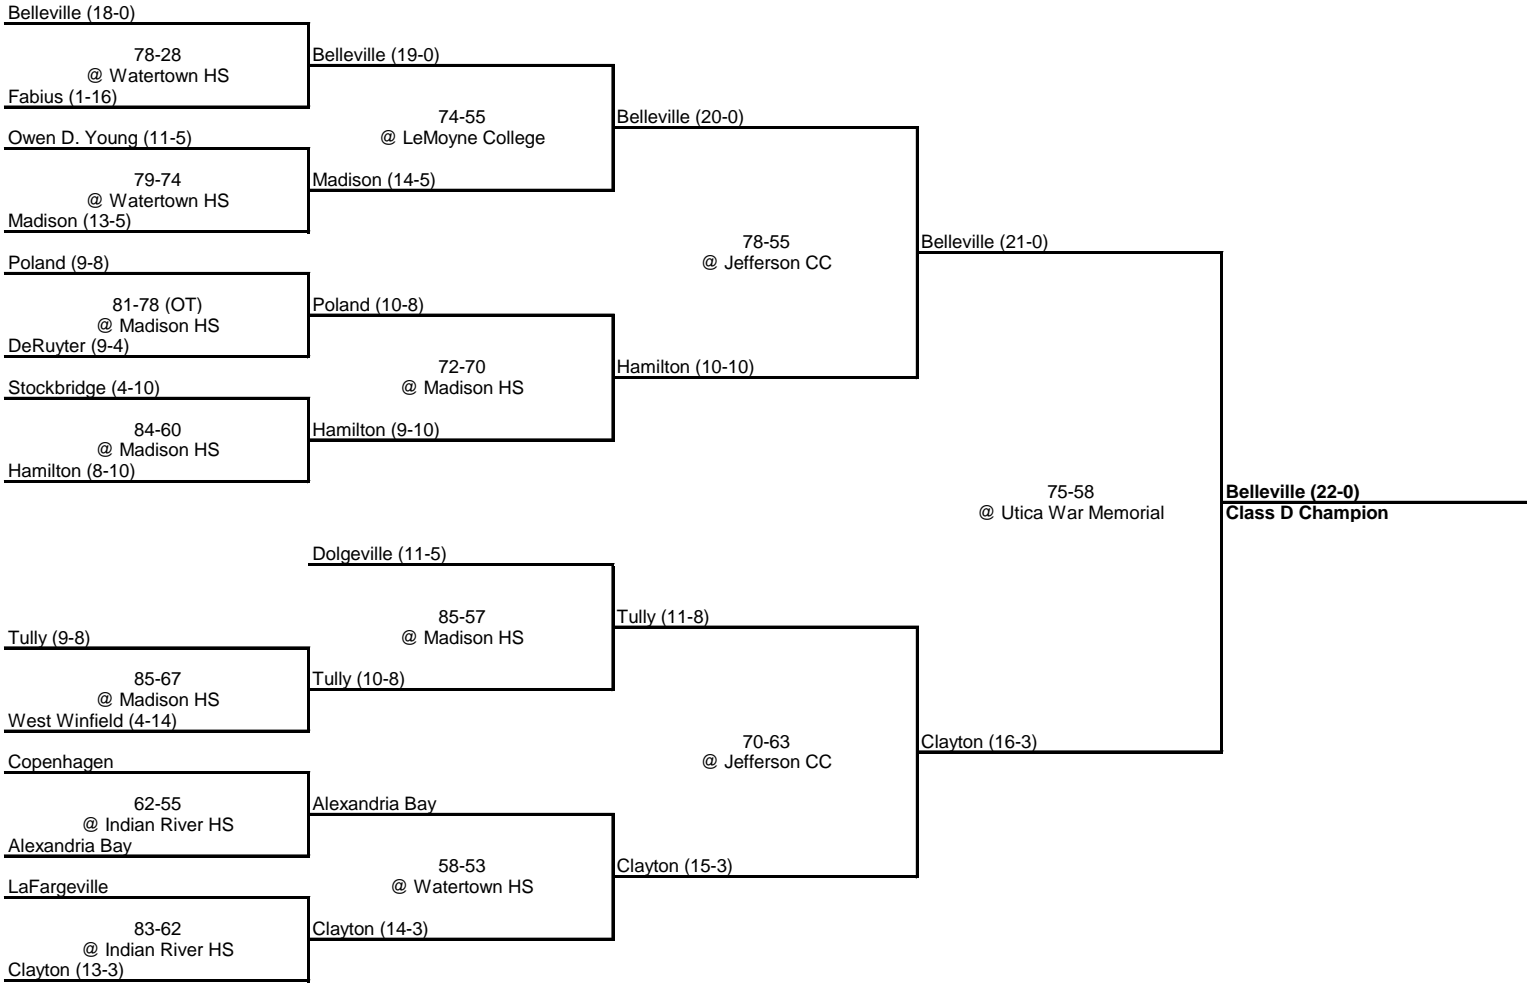 Belleville (18-0)
78-28
@ Watertown HS
Fabius (1-16)
Belleville (19-0)
Owen D. Young (11-5)
79-74
@ Watertown HS
Madison (13-5)
74-55
@ LeMoyne College
Madison (14-5)
Belleville (20-0)
Poland (9-8)
81-78 (OT)
@ Madison HS
DeRuyter (9-4)
Poland (10-8)
Stockbridge (4-10)
84-60
@ Madison HS
Hamilton (8-10)
72-70
@ Madison HS
Hamilton (9-10)
Hamilton (10-10)
78-55
@ Jefferson CC
Belleville (21-0)
Dolgeville (11-5)
Tully (9-8)
85-67
@ Madison HS
West Winfield (4-14)
85-57
@ Madison HS
Tully (10-8)
Tully (11-8)
Copenhagen
62-55
@ Indian River HS
Alexandria Bay
Alexandria Bay
LaFargeville
83-62
@ Indian River HS
Clayton (13-3)
58-53
@ Watertown HS
Clayton (14-3)
Clayton (15-3)
70-63
@ Jefferson CC
Clayton (16-3)
75-58
@ Utica War Memorial
Belleville (22-0)
Class D Champion